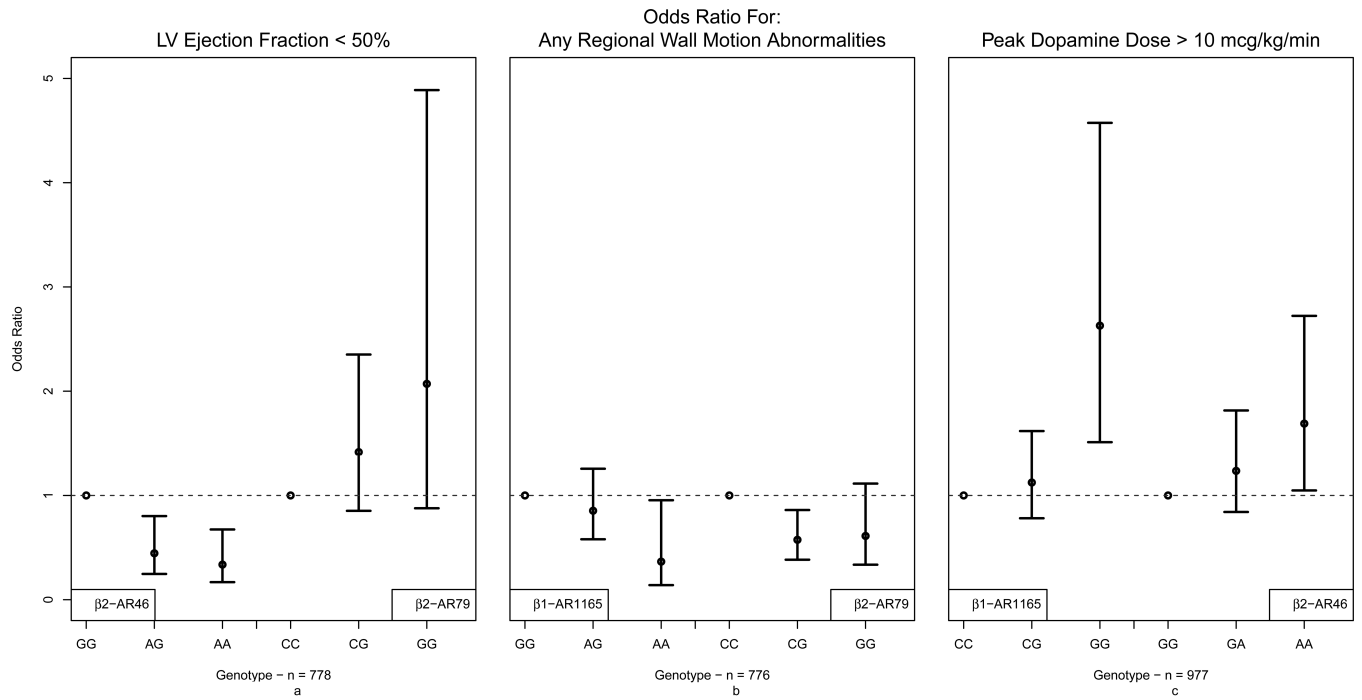 Odds Ratio For:
LV Ejection Fraction < 50%
Any Regional Wall Motion Abnormalities
Peak Dopamine Dose > 10 mcg/kg/min
Odds Ratio
5
4
3
2
1
0
β2−AR46
β2−AR79
GG AG AA CC CG GG
Genotype − n = 778
a
β1−AR1165
β2−AR79
GG AG AA CC CG GG
Genotype − n = 776
b
β1−AR1165
β2−AR46
CC CG GG GG GA AA
Genotype − n = 977
c